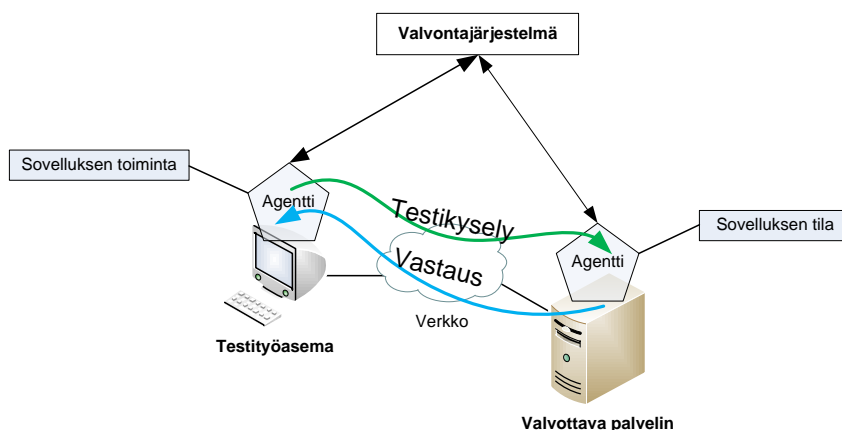 Valvontajärjestelmä
Sovelluksen toiminta
Agentti
Testikysely
Sovelluksen tila
Agentti
Vastaus
Verkko
Testityöasema
Valvottava palvelin